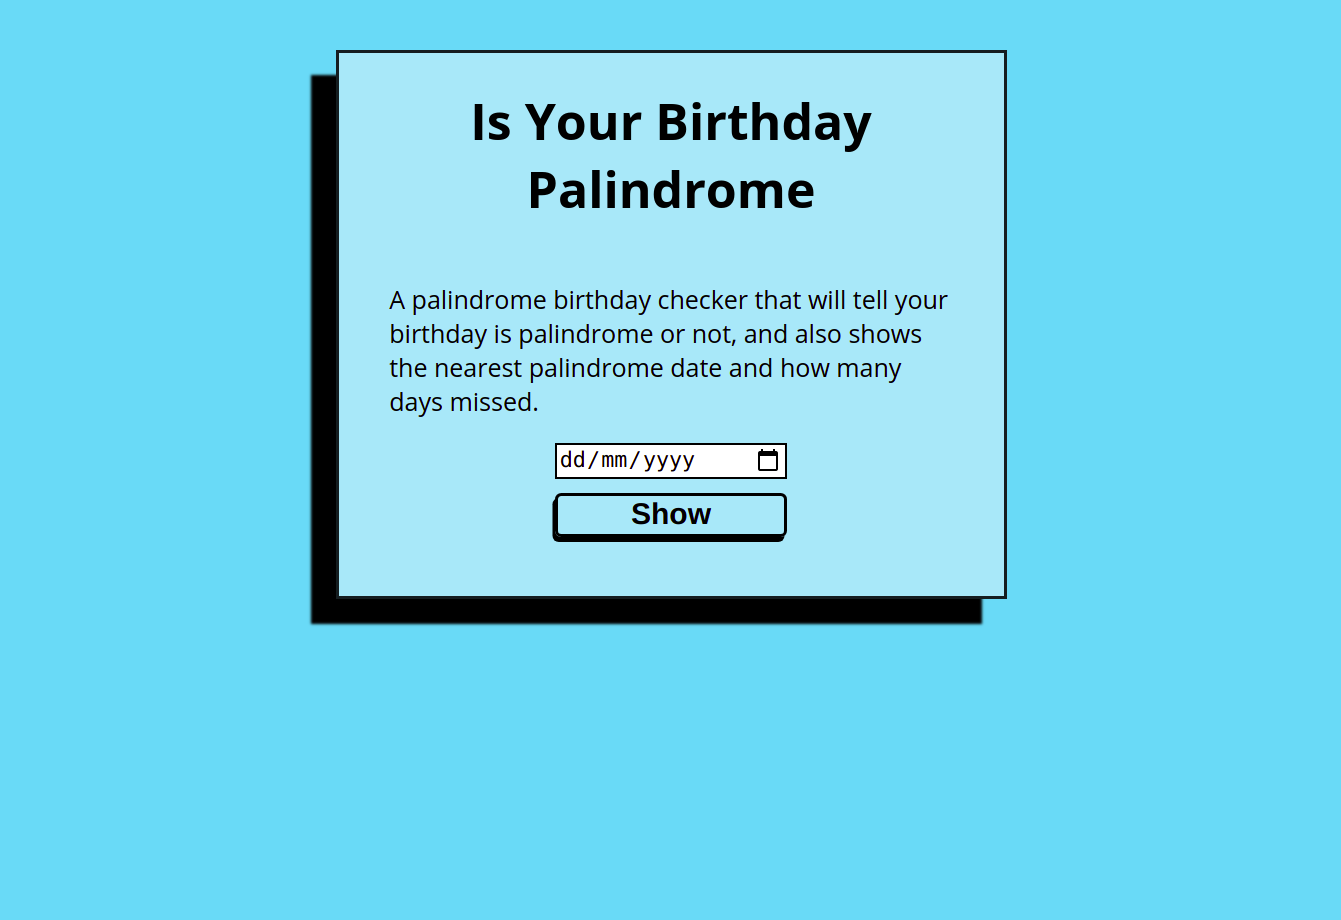 Is Your Birthday
Palindrome
A palindrome birthday checker that will tell your
birthday is palindrome or not, and also shows
the nearest palindrome date and how many
days missed.
dd/mm/yyyy
Show